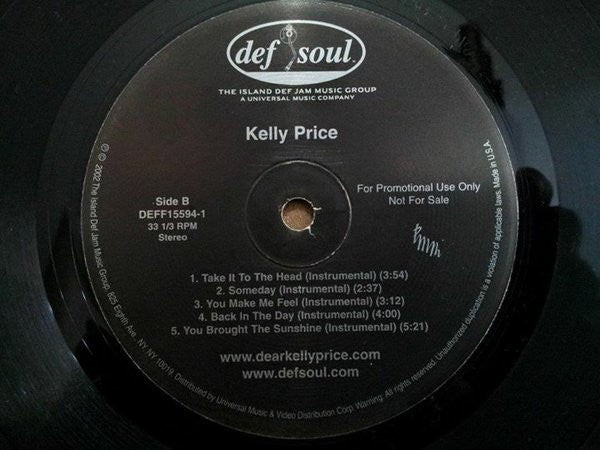 def soul.
THE ISLAND DEF JAM MUSIC GROUP
A UNIVERSAL MUSIC COMPANY
Kelly Price
Side B
DEFF15594-1
33 1/3 RPM
Stereo
For Promotional Use Only
Not For Sale
1. Take It To The Head (Instrumental) (3:54)
2. Someday (Instrumental) (2:37)
3. You Make Me Feel (Instrumental) (3:12)
4. Back In The Day (Instrumental) (4:00)
5. You Brought The Sunshine (Instrumental) (5:21)
www.dearkellyprice.com
www.defsoul.com
℗ © 2002 The Island Def Jam Music Group, 825 Eighth Ave., NY, NY 10019. Distributed by Universal Music & Video Distribution Corp. Warning: All rights reserved. Unauthorized duplication is a violation of applicable laws. Made in U.S.A.